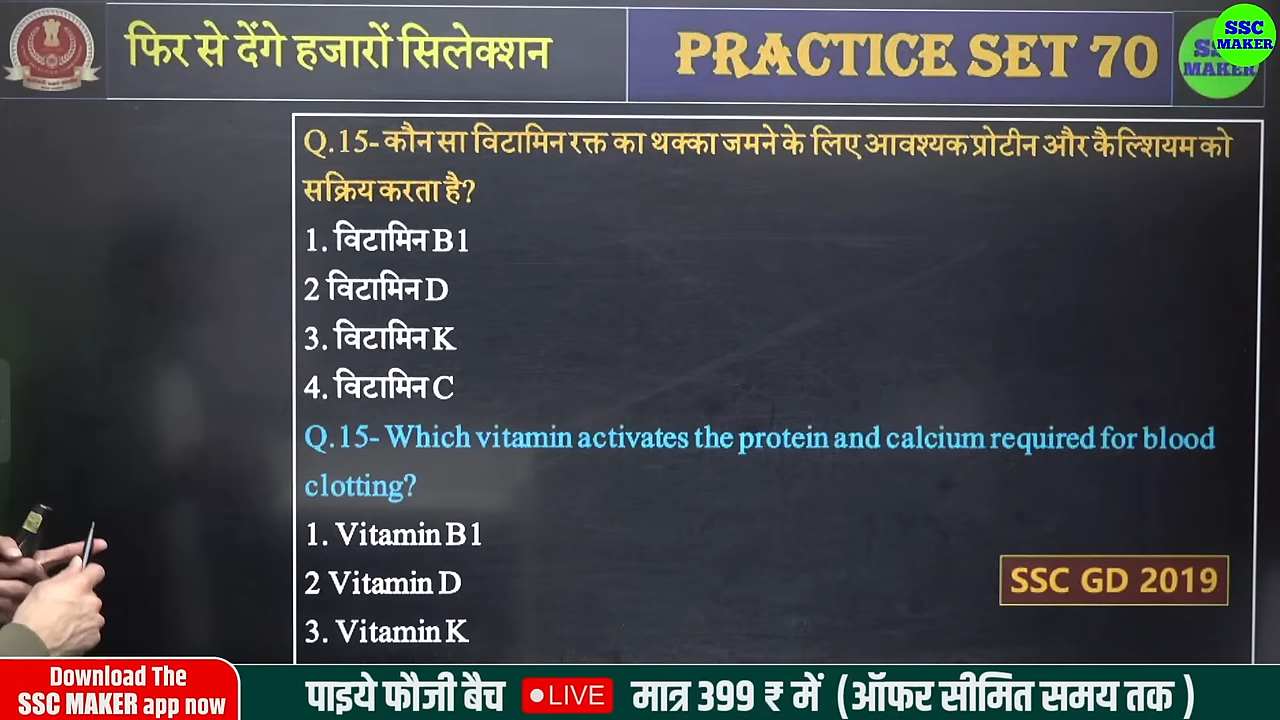 फिर से देंगे हजारों सिलेक्शन
PRACTICE SET 70
SSC
MAKER
MAKER
Q.15- कौन सा विटामिन रक्त का थक्का जमने के लिए आवश्यक प्रोटीन और कैल्शियम को
सक्रिय करता है?
1. विटामिन B1
2 विटामिन D
3. विटामिन K
4. विटामिन C
Q.15- Which vitamin activates the protein and calcium required for blood
clotting?
1. Vitamin B1
2 Vitamin D
3. Vitamin K
SSC GD 2019
Download The
SSC MAKER app now
पाइये फौजी बैच
LIVE
मात्र 399 ₹ में (ऑफर सीमित समय तक )